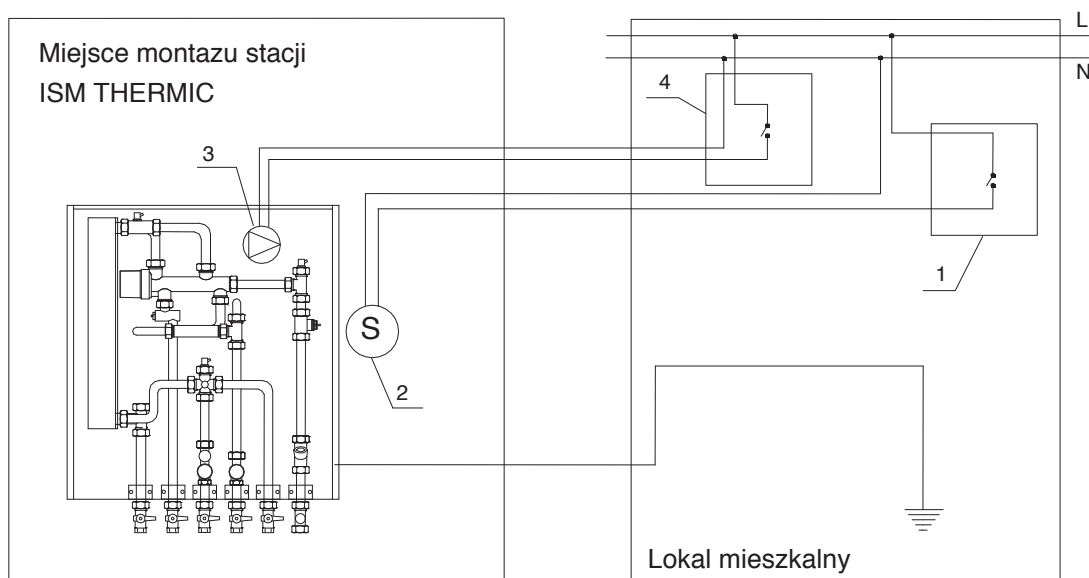 Miejsce montazu stacji
ISM THERMIC
L
N
4
3
1
S
2
Lokal mieszkalny